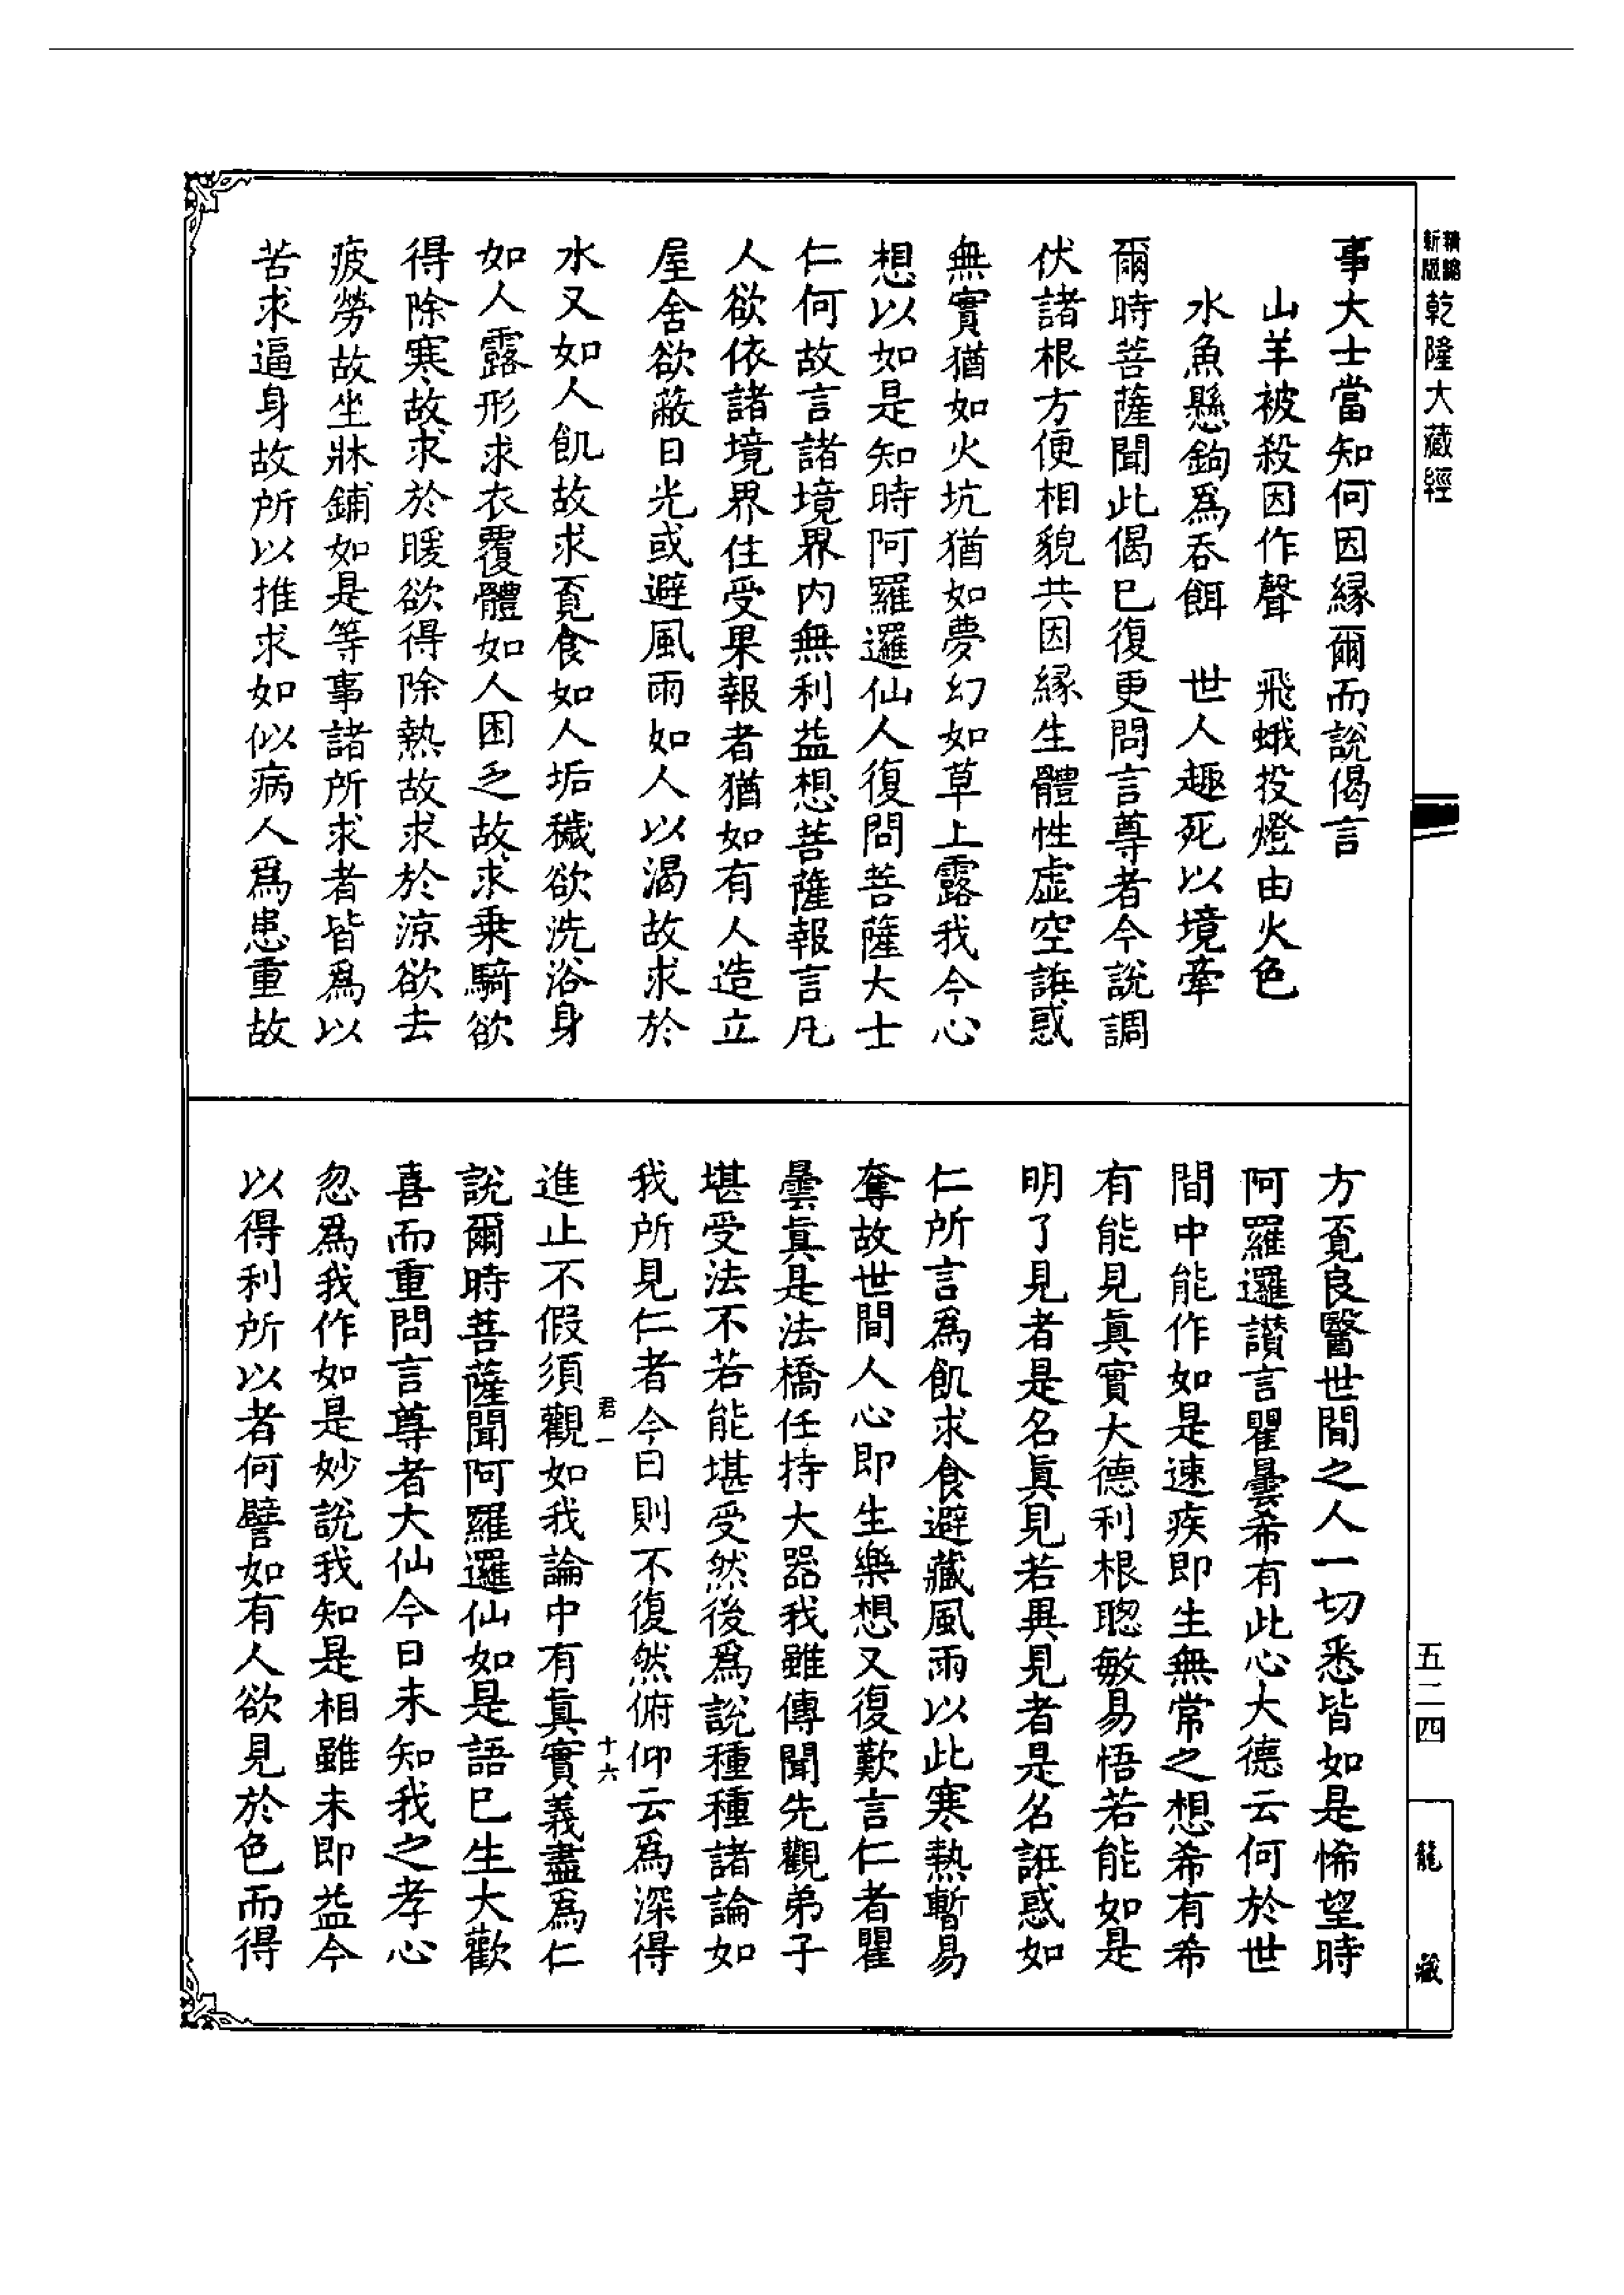 新版
精縮
乾隆大藏經
事大士當知何因緣爾而說偈言
山羊被殺因作聲　飛蛾投燈由火色
水魚懸鉤爲吞餌　世人趣死以境牽
爾時菩薩聞此偈已復更問言尊者今說調
伏諸根方便相貌共因緣生體性虛空誑惑
無實猶如火坑猶如夢幻如草上露我今心
想以如是知時阿羅邏仙人復問菩薩大士
仁何故言諸境界內無利益想菩薩報言凡
人欲依諸境界住受果報者猶如有人造立
屋舍欲蔽日光或避風雨如人以渴故求於
水又如人飢故求覓食如人垢穢欲洗浴身
如人露形求衣覆體如人困乏故求乘騎欲
得除寒故求於暖欲得除熱故求於涼欲去
疲勞故坐牀鋪如是等事諸所求者皆爲以
苦求逼身故所以推求如似病人爲患重故
方覓良醫世間之人一切悉皆如是悕望時
阿羅邏讚言瞿曇希有此心大德云何於世
間中能作如是速疾即生無常之想希有希
有能見眞實大德利根聰敏易悟若能如是
明了見者是名眞見若異見者是名誑惑如
仁所言爲飢求食避藏風雨以此寒熱暫易
奪故世間人心即生樂想又復歎言仁者瞿
曇眞是法橋任持大器我雖傳聞先觀弟子
堪受法不若能堪受然後爲說種種諸論如
我所見仁者今日則不復然俯仰云爲深得
君一
十六
進止不假須觀如我論中有眞實義盡爲仁
說爾時菩薩聞阿羅邏仙如是語已生大歡
喜而重問言尊者大仙今日未知我之孝心
忽爲我作如是妙說我知是相雖未即益今
以得利所以者何譬如有人欲見於色而得
五二四
龍藏